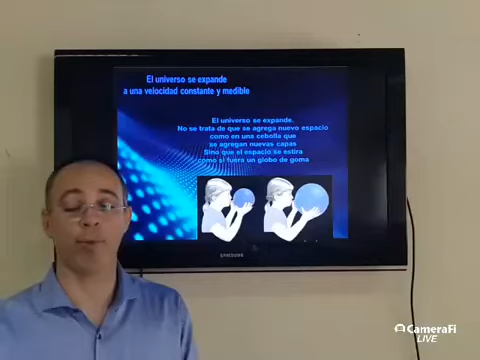 El universo se expande
a una velocidad constante y medible
El universo se expande.
No se trata de que se agrega nuevo espacio
como en una cebolla que
se agregan nuevas capas
Sino que el espacio se estira
como si fuera un globo de goma
SAMSUNG
CameraFi
LIVE